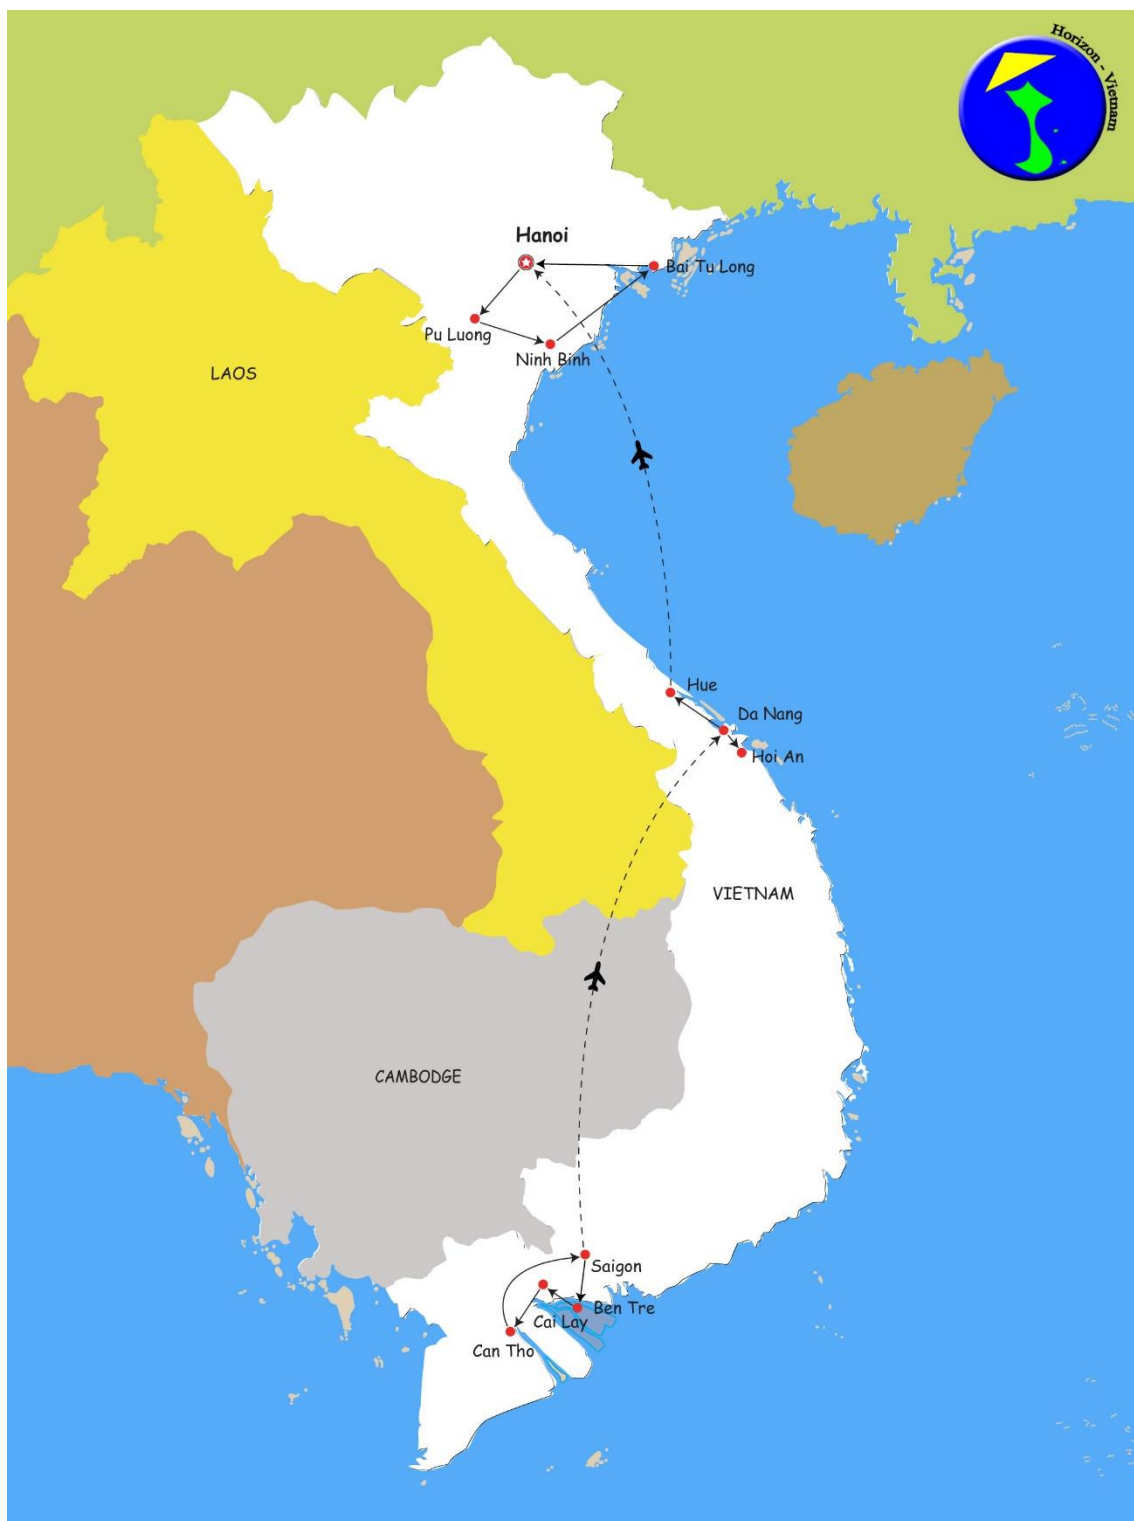 Horizon - Vietnam
Hanoi
Bai Tu Long
Pu Luong
Ninh Binh
LAOS
Hue
Da Nang
Hoi An
VIETNAM
CAMBODGE
Saigon
Ben Tre
Cai Lay
Can Tho